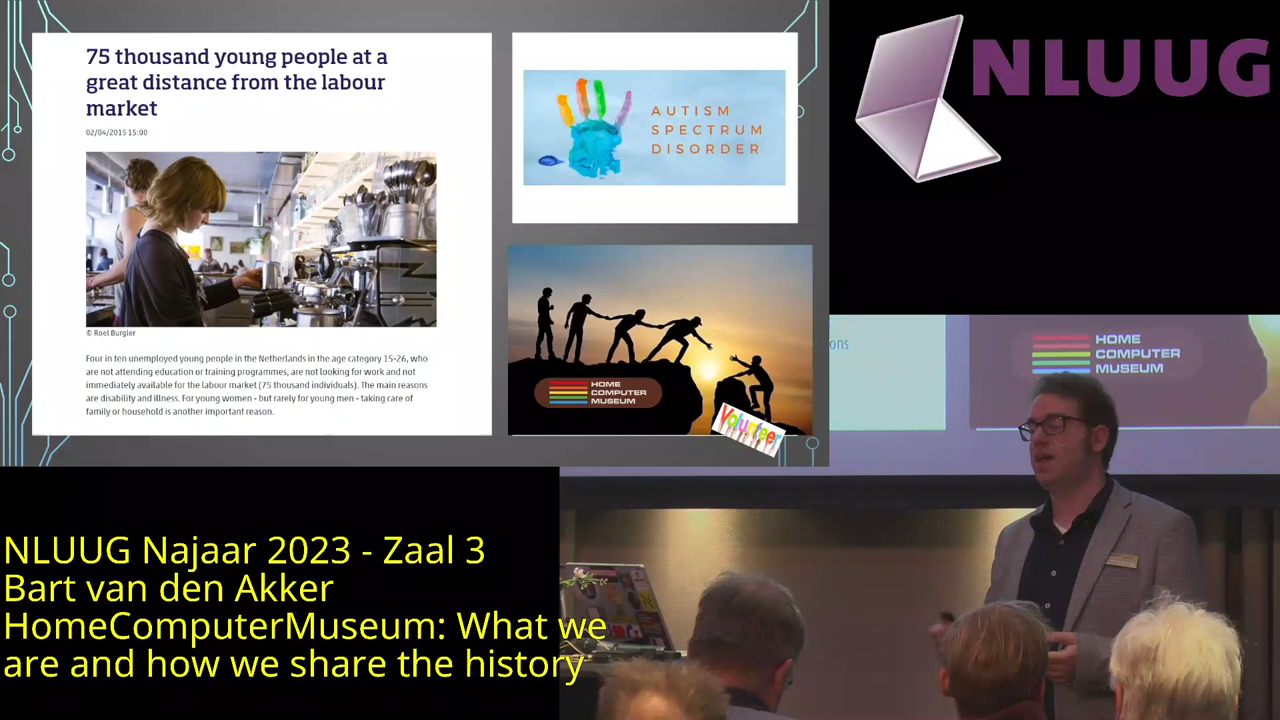 75 thousand young people at a
great distance from the labour
market
02/04/2015 15:00
© Roel Burgler
Four in ten unemployed young people in the Netherlands in the age category 15-26, who
are not attending education or training programmes, are not looking for work and not
immediately available for the labour market (75 thousand individuals). The main reasons
are disability and illness. For young women - but rarely for young men - taking care of
family or household is another important reason.
AUTISM
SPECTRUM
DISORDER
HOME
COMPUTER
MUSEUM
Volunteer
NLUUG
ons
HOME
COMPUTER
MUSEUM
NLUUG Najaar 2023 - Zaal 3
Bart van den Akker
HomeComputerMuseum: What we
are and how we share the history